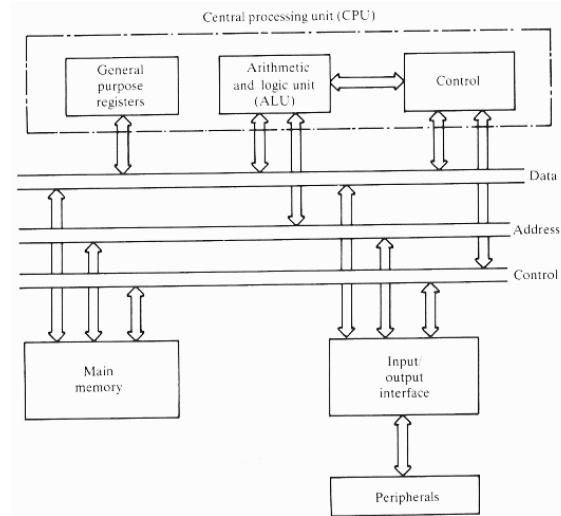 Central processing unit (CPU)
General
purpose
registers
Arithmetic
and logic unit
(ALU)
Control
Data
Address
Control
Main
memory
Input/
output
interface
Peripherals